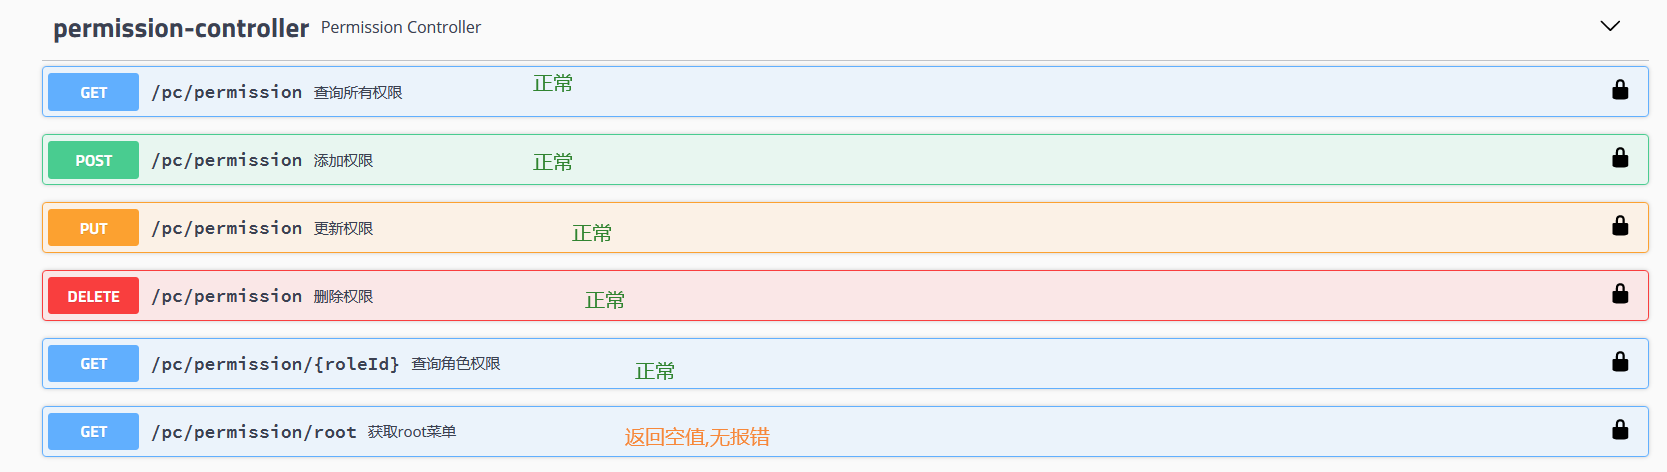 permission-controller Permission Controller
GET /pc/permission 查询所有权限 正常
POST /pc/permission 添加权限 正常
PUT /pc/permission 更新权限 正常
DELETE /pc/permission 删除权限 正常
GET /pc/permission/{roleId} 查询角色权限 正常
GET /pc/permission/root 获取root菜单 返回空值,无报错